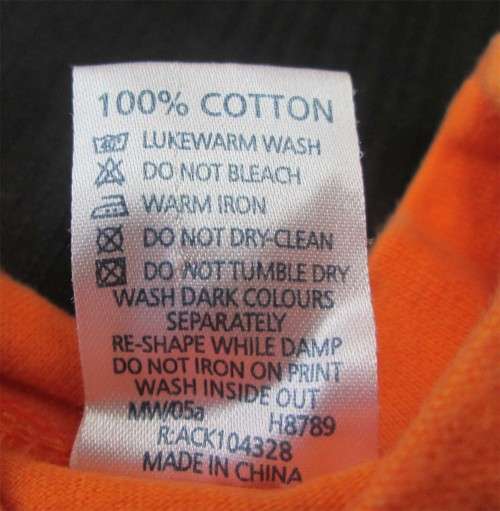 100% COTTON
LUKEWARM WASH
DO NOT BLEACH
WARM IRON
DO NOT DRY-CLEAN
DO NOT TUMBLE DRY
WASH DARK COLOURS
SEPARATELY
RE-SHAPE WHILE DAMP
DO NOT IRON ON PRINT
WASH INSIDE OUT
MW/05a H8789
R:ACK104328
MADE IN CHINA